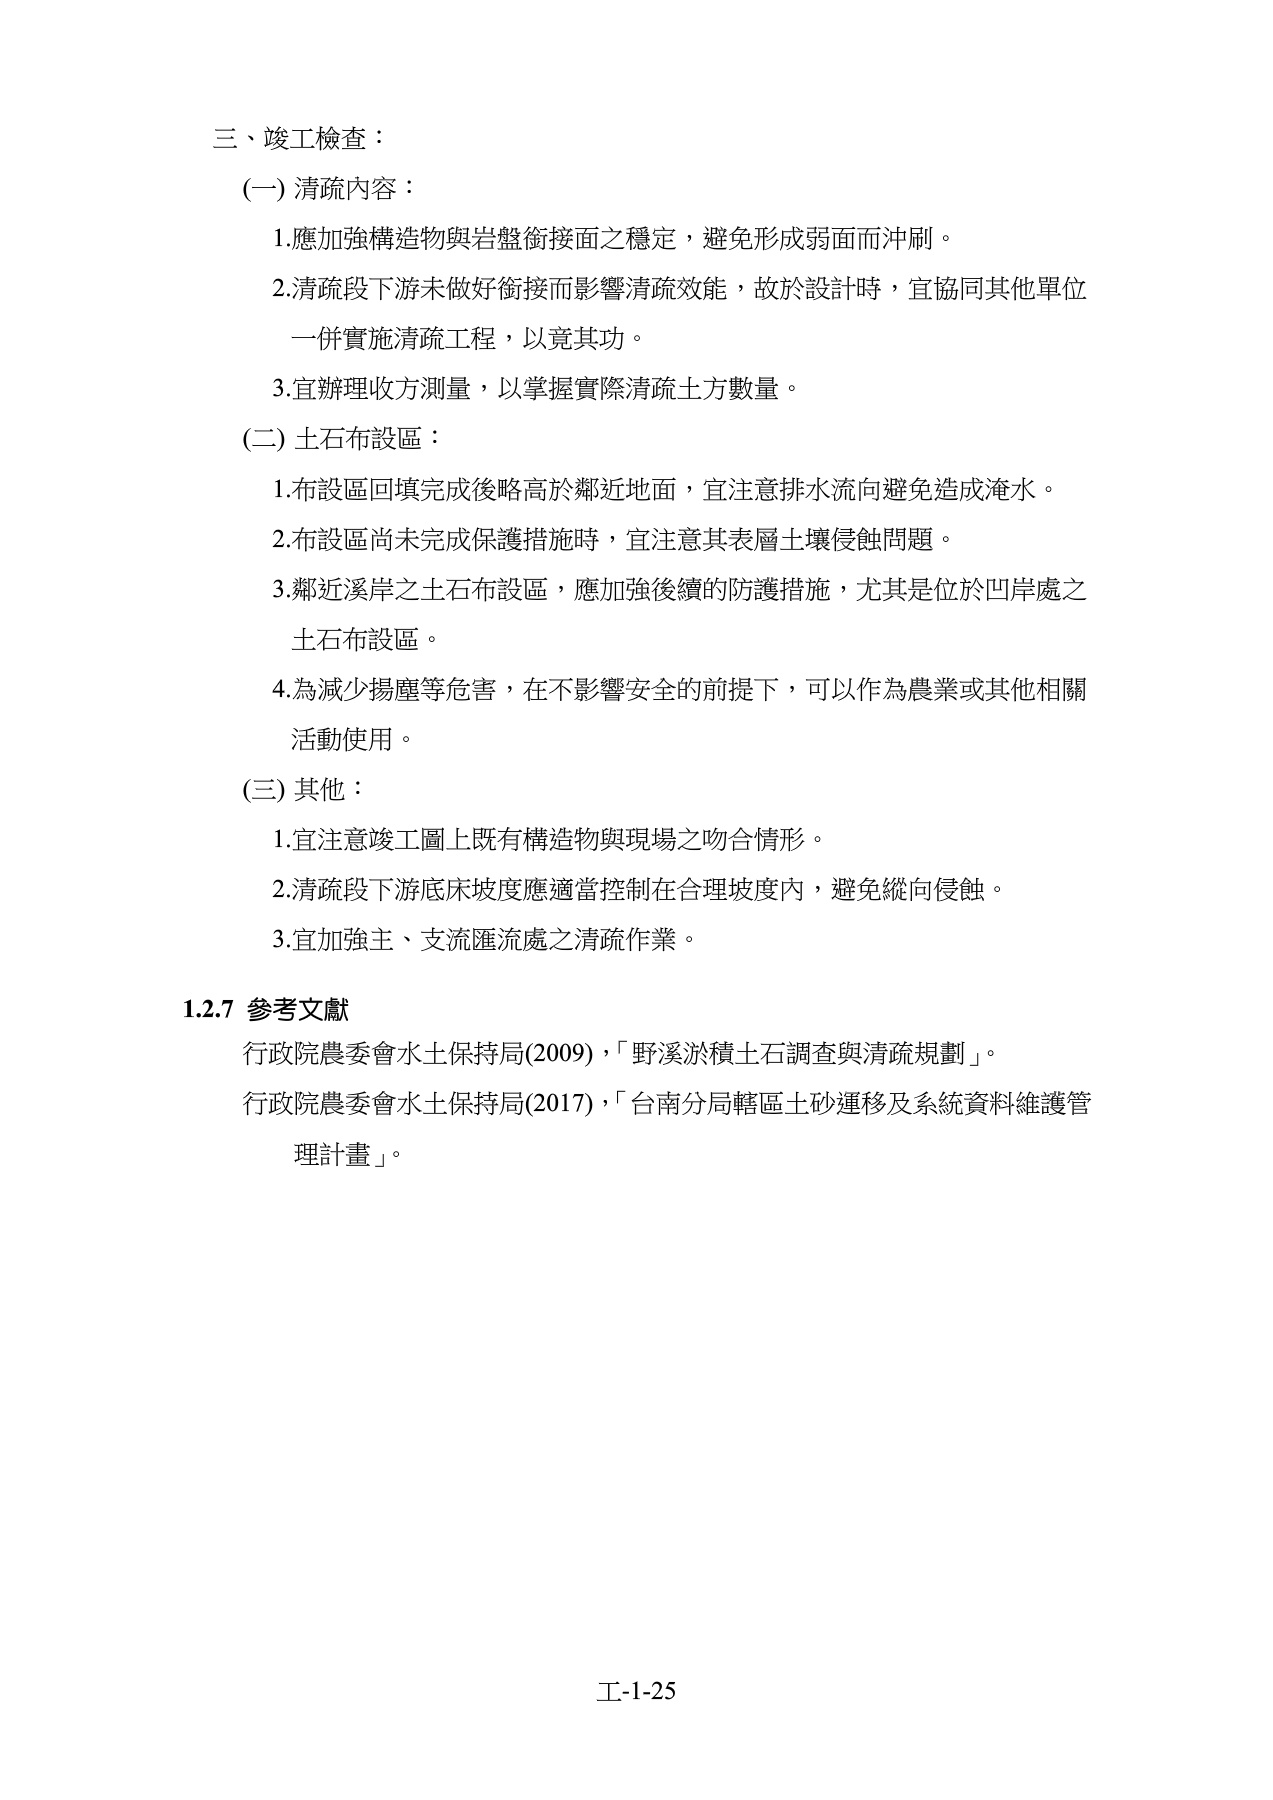 三、竣工檢查：
(一) 清疏內容：
1.應加強構造物與岩盤銜接面之穩定，避免形成弱面而沖刷。
2.清疏段下游未做好銜接而影響清疏效能，故於設計時，宜協同其他單位
一併實施清疏工程，以竟其功。
3.宜辦理收方測量，以掌握實際清疏土方數量。
(二) 土石布設區：
1.布設區回填完成後略高於鄰近地面，宜注意排水流向避免造成淹水。
2.布設區尚未完成保護措施時，宜注意其表層土壤侵蝕問題。
3.鄰近溪岸之土石布設區，應加強後續的防護措施，尤其是位於凹岸處之
土石布設區。
4.為減少揚塵等危害，在不影響安全的前提下，可以作為農業或其他相關
活動使用。
(三) 其他：
1.宜注意竣工圖上既有構造物與現場之吻合情形。
2.清疏段下游底床坡度應適當控制在合理坡度內，避免縱向侵蝕。
3.宜加強主、支流匯流處之清疏作業。
1.2.7 參考文獻
行政院農委會水土保持局(2009)，「野溪淤積土石調查與清疏規劃」。
行政院農委會水土保持局(2017)，「台南分局轄區土砂運移及系統資料維護管
理計畫」。
工-1-25